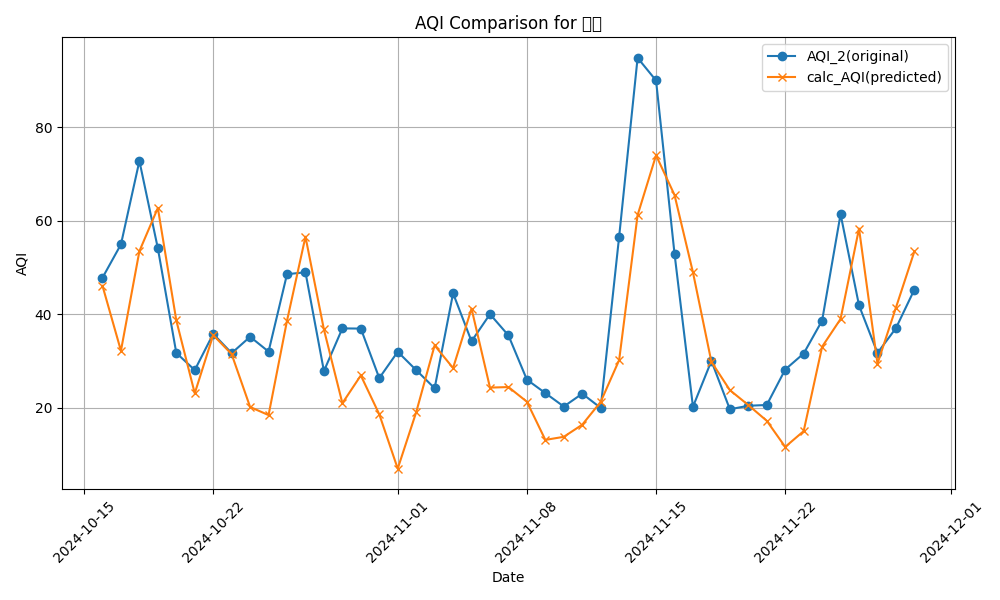 AQI Comparison for
AQI_2(original)
calc_AQI(predicted)
AQI
80
60
40
20
2024-10-15
2024-10-22
2024-11-01
2024-11-08
2024-11-15
2024-11-22
2024-12-01
Date